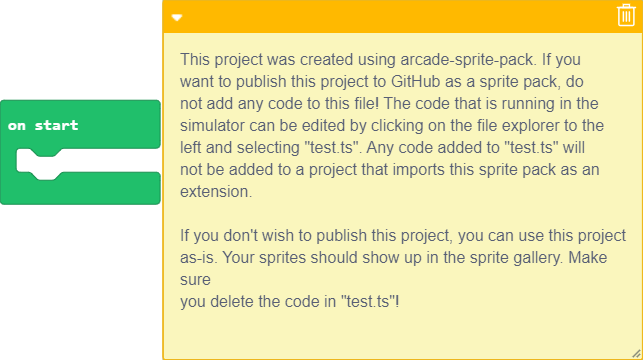 on start
This project was created using arcade-sprite-pack. If you
want to publish this project to GitHub as a sprite pack, do
not add any code to this file! The code that is running in the
simulator can be edited by clicking on the file explorer to the
left and selecting "test.ts". Any code added to "test.ts" will
not be added to a project that imports this sprite pack as an
extension.
If you don't wish to publish this project, you can use this project
as-is. Your sprites should show up in the sprite gallery. Make
sure
you delete the code in "test.ts"!